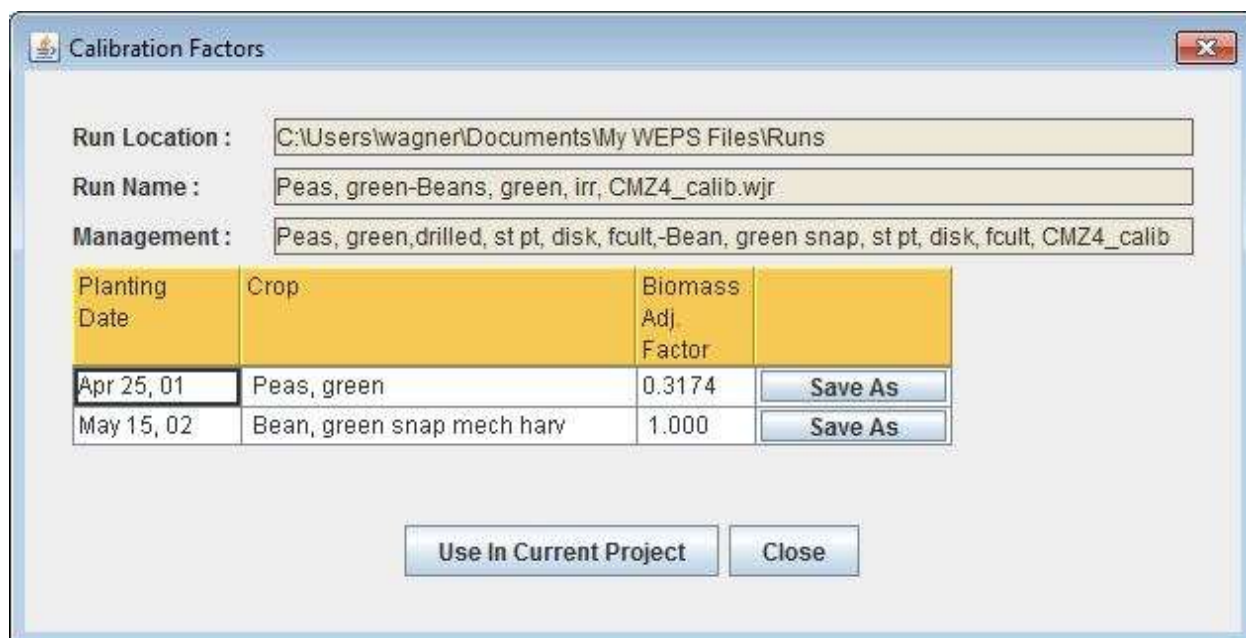 Calibration Factors
Run Location : C:\Users\wagner\Documents\My WEPS Files\Runs
Run Name : Peas, green-Beans, green, irr, CMZ4_calib.wjr
Management : Peas, green,drilled, st pt, disk, fcult,-Bean, green snap, st pt, disk, fcult, CMZ4_calib
Planting Date Crop Biomass Adj. Factor
Apr 25, 01 Peas, green 0.3174 Save As
May 15, 02 Bean, green snap mech harv 1.000 Save As
Use In Current Project Close